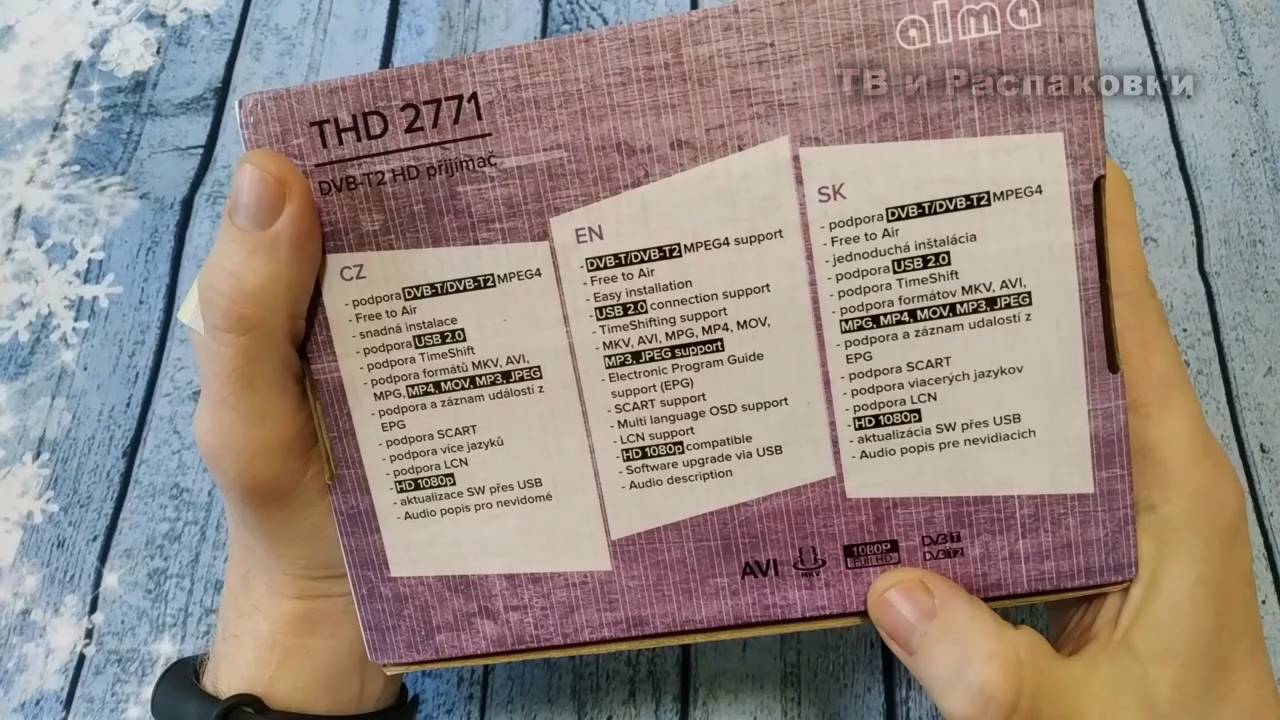 alma
ТВ и Распаковки
THD 2771
DVB-T2 HD přijímač
CZ
- podpora DVB-T/DVB-T2 MPEG4
- Free to Air
- snadná instalace
- podpora USB 2.0
- podpora TimeShift
- podpora formátů MKV, AVI,
MPG, MP4, MOV, MP3, JPEG
- podpora a záznam událostí z
EPG
- podpora SCART
- podpora více jazyků
- podpora LCN
- HD 1080p
- aktualizace SW přes USB
- Audio popis pro nevidomé
EN
- DVB-T/DVB-T2 MPEG4 support
- Free to Air
- Easy installation
- USB 2.0 connection support
- TimeShifting support
- MKV, AVI, MPG, MP4, MOV,
MP3, JPEG support
- Electronic Program Guide
support (EPG)
- SCART support
- Multi language OSD support
- LCN support
- HD 1080p compatible
- Software upgrade via USB
- Audio description
SK
- podpora DVB-T/DVB-T2 MPEG4
- Free to Air
- jednoduchá inštalácia
- podpora USB 2.0
- podpora TimeShift
- podpora formátov MKV, AVI,
MPG, MP4, MOV, MP3, JPEG
- podpora a záznam udalostí z
EPG
- podpora SCART
- podpora viacerých jazykov
- podpora LCN
- HD 1080p
- aktualizácia SW přes USB
- Audio popis pre nevidiacich
AVI
MKV
1080P
Full HD
DVB T
DVB T2